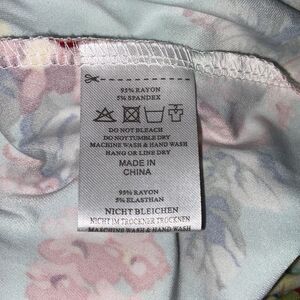 95% RAYON
5% SPANDEX
DO NOT BLEACH
DO NOT TUMBLE DRY
MACHINE WASH & HAND WASH
HANG OR LINE DRY
MADE IN
CHINA
95% RAYON
5% ELASTHAN
NICHT BLEICHEN
NICHT IM TROCKNER TROCKNEN
MASCHINE WASH & HAND WASH